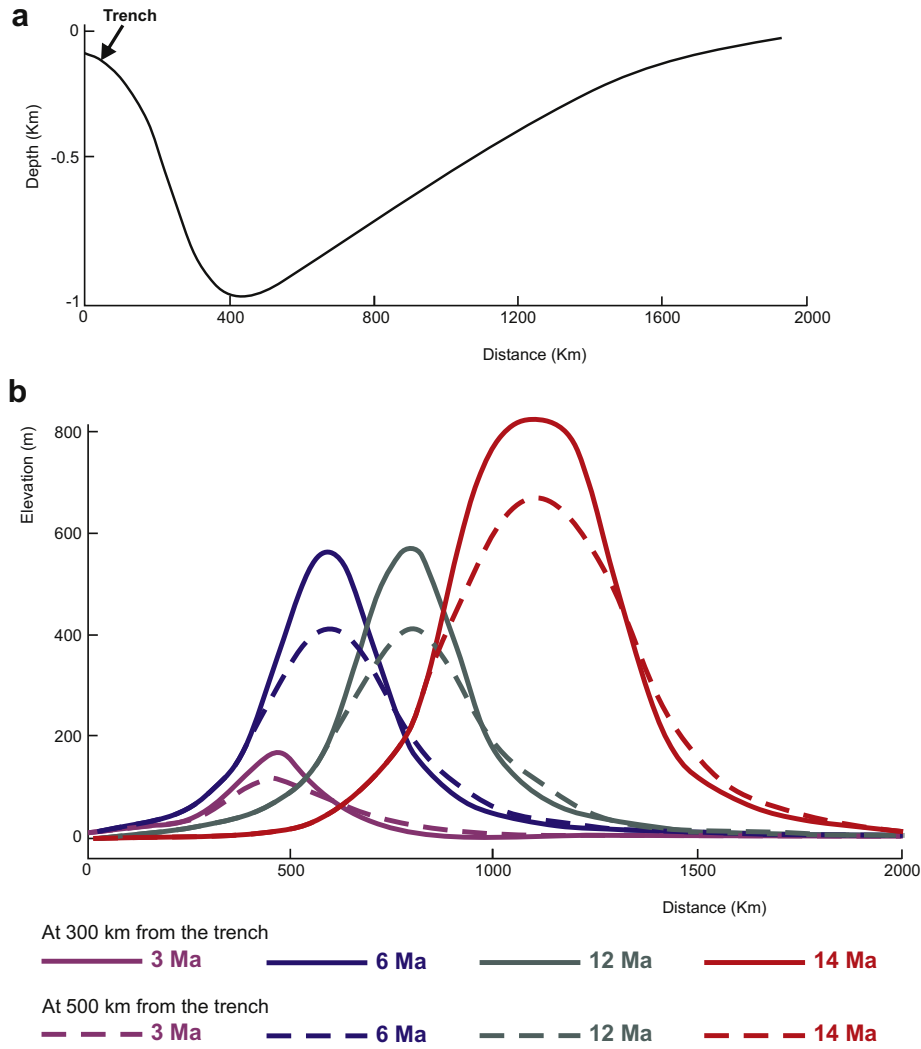 a
Trench
0
-0.5
-1
Depth (Km)
0 400 800 1200 1600 2000
Distance (Km)
b
Elevation (m)
800
600
400
200
0
0 500 1000 1500 2000
Distance (Km)
At 300 km from the trench
3 Ma 6 Ma 12 Ma 14 Ma
At 500 km from the trench
3 Ma 6 Ma 12 Ma 14 Ma